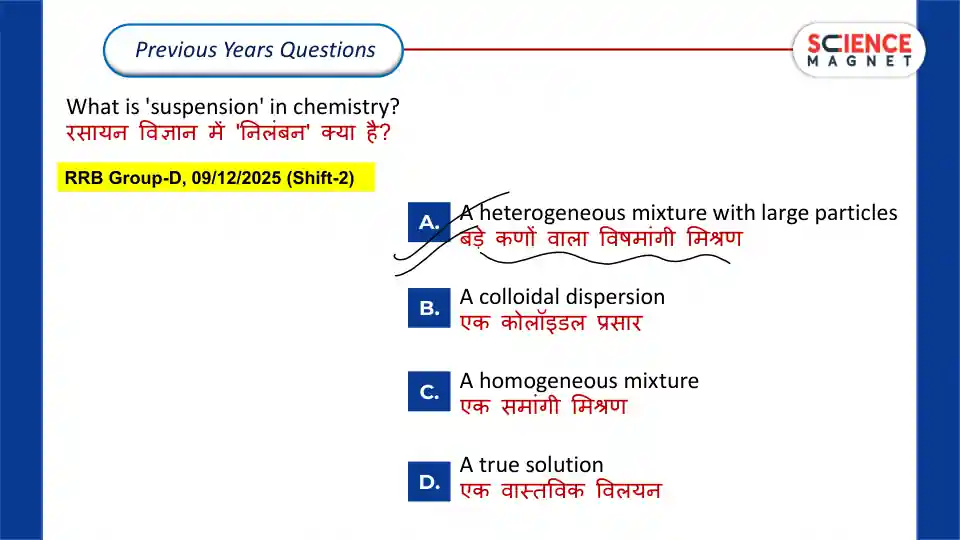 Previous Years Questions
SCIENCE
MAGNET
What is 'suspension' in chemistry?
रसायन विज्ञान में 'निलंबन' क्या है?
RRB Group-D, 09/12/2025 (Shift-2)
A. A heterogeneous mixture with large particles
बड़े कणों वाला विषमांगी मिश्रण
B. A colloidal dispersion
एक कोलॉइडल प्रसार
C. A homogeneous mixture
एक समांगी मिश्रण
D. A true solution
एक वास्तविक विलयन